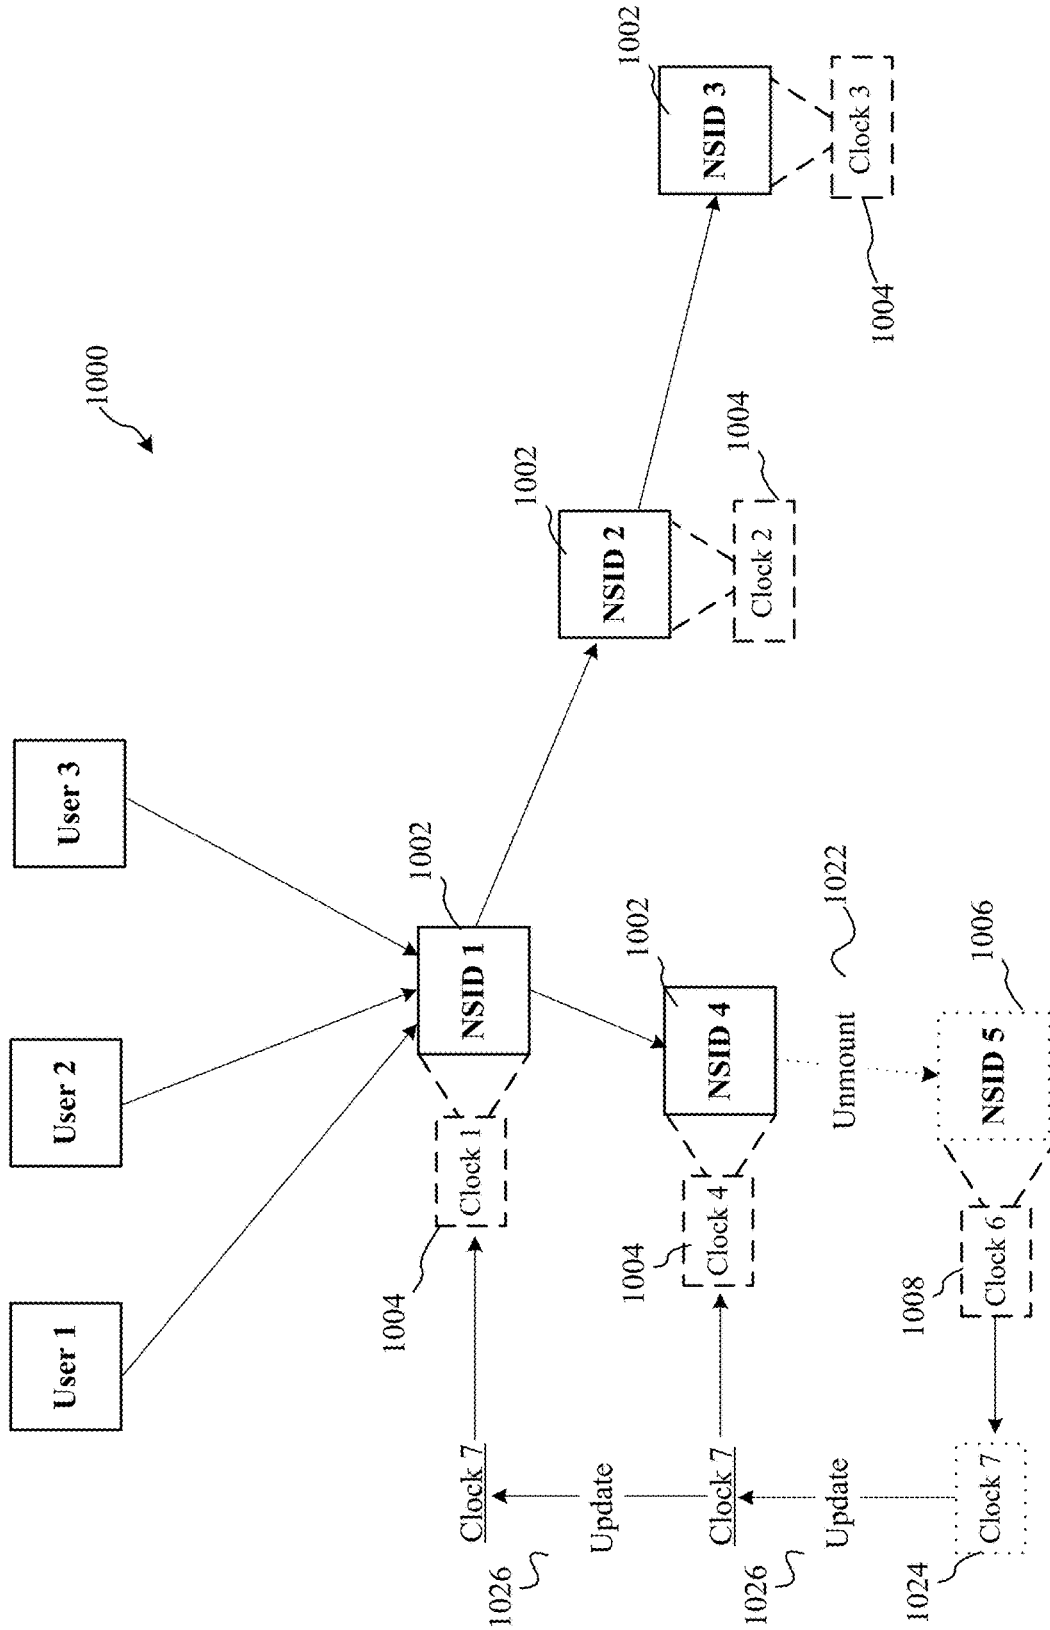 1000
User 1
User 2
User 3
1002
NSID 1
1004
Clock 1
1002
NSID 2
1004
Clock 2
1002
NSID 3
1004
Clock 3
1002
NSID 4
1004
Clock 4
Unmount
1022
1006
NSID 5
1008
Clock 6
1024
Clock 7
Update
1026
Clock 7
Update
1026
Clock 7